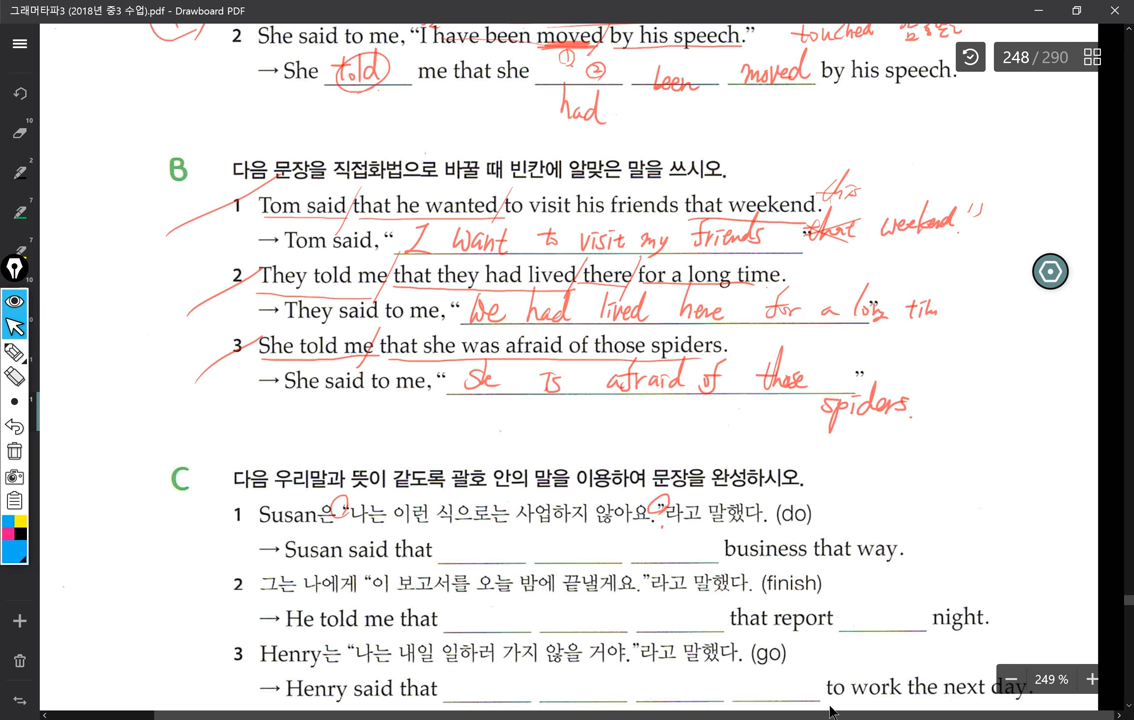 그래머타파3 (2018년 중3 수업).pdf - Drawboard PDF
2 She said to me, “I have been moved by his speech.” touched
→ She told me that she had been moved by his speech.
① ②
248 / 290
B 다음 문장을 직접화법으로 바꿀 때 빈칸에 알맞은 말을 쓰시오.
1 Tom said that he wanted to visit his friends that weekend.
→ Tom said, “ I want to visit my friends ” this weekend."
2 They told me that they had lived there for a long time.
→ They said to me, “ We had lived here for a long ”
3 She told me that she was afraid of those spiders.
→ She said to me, “ She is afraid of those ”
spiders.
C 다음 우리말과 뜻이 같도록 괄호 안의 말을 이용하여 문장을 완성하시오.
1 Susan은 “나는 이런 식으로는 사업하지 않아요.”라고 말했다. (do)
→ Susan said that business that way.
2 그는 나에게 “이 보고서를 오늘 밤에 끝낼게요.”라고 말했다. (finish)
→ He told me that that report night.
3 Henry는 “나는 내일 일하러 가지 않을 거야.”라고 말했다. (go)
→ Henry said that to work the next day.
249 %